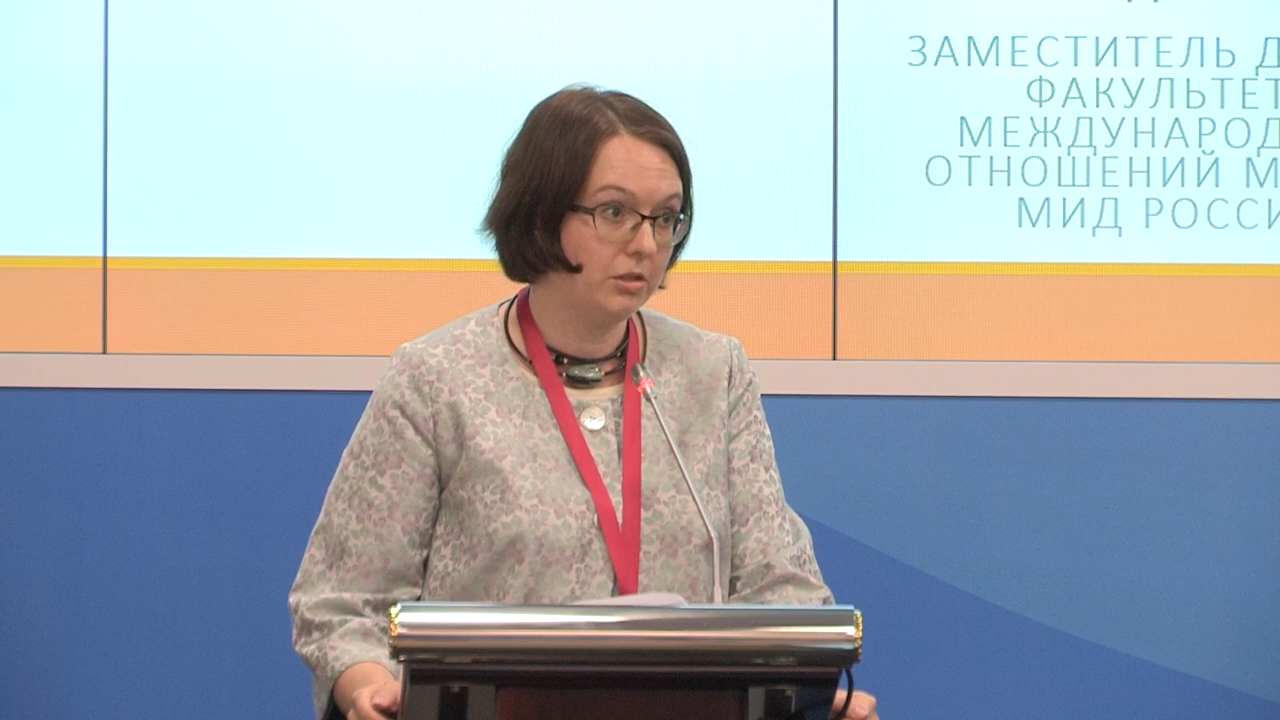 ЗАМЕСТИТЕЛЬ Д
ФАКУЛЬТЕТ
МЕЖДУНАРОД
ОТНОШЕНИЙ М
МИД РОССИ